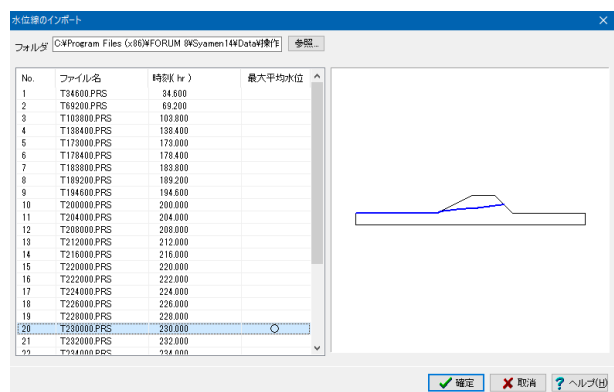 水位線のインポート
フォルダ C:¥Program Files (x86)¥FORUM 8¥Syamen14¥Data¥操作 参照...
No. ファイル名 時刻( hr ) 最大平均水位
1 T34600.PRS 34.600
2 T69200.PRS 69.200
3 T103800.PRS 103.800
4 T138400.PRS 138.400
5 T173000.PRS 173.000
6 T178400.PRS 178.400
7 T183800.PRS 183.800
8 T189200.PRS 189.200
9 T194600.PRS 194.600
10 T200000.PRS 200.000
11 T204000.PRS 204.000
12 T208000.PRS 208.000
13 T212000.PRS 212.000
14 T216000.PRS 216.000
15 T220000.PRS 220.000
16 T222000.PRS 222.000
17 T224000.PRS 224.000
18 T226000.PRS 226.000
19 T228000.PRS 228.000
20 T230000.PRS 230.000 ○
21 T232000.PRS 232.000
22 T234000.PRS 234.000
確定 取消 ? ヘルプ(H)